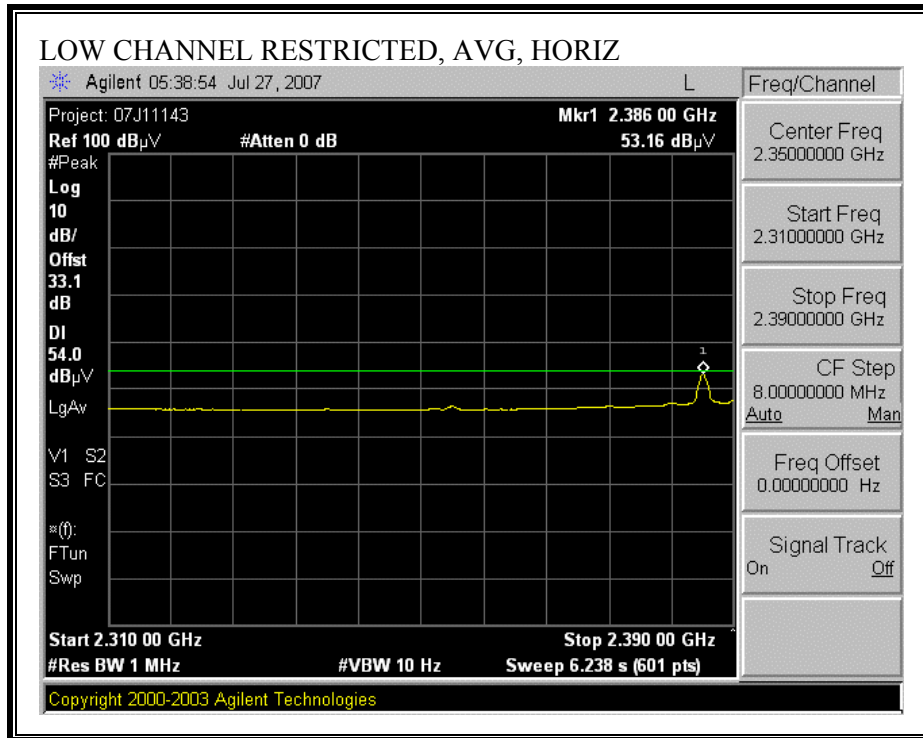 LOW CHANNEL RESTRICTED, AVG, HORIZ
Agilent 05:38:54 Jul 27, 2007 L
Freq/Channel
Project: 07J11143 Mkr1 2.386 00 GHz
Ref 100 dBµV #Atten 0 dB 53.16 dBµV
#Peak
Log
10
dB/
Offst
33.1
dB
DI
54.0
dBµV
LgAv
V1 S2
S3 FC
¤(f):
FTun
Swp
1
Start 2.310 00 GHz Stop 2.390 00 GHz ^
#Res BW 1 MHz #VBW 10 Hz Sweep 6.238 s (601 pts)
Center Freq
2.35000000 GHz
Start Freq
2.31000000 GHz
Stop Freq
2.39000000 GHz
CF Step
8.00000000 MHz
Auto Man
Freq Offset
0.00000000 Hz
Signal Track
On Off
Copyright 2000-2003 Agilent Technologies